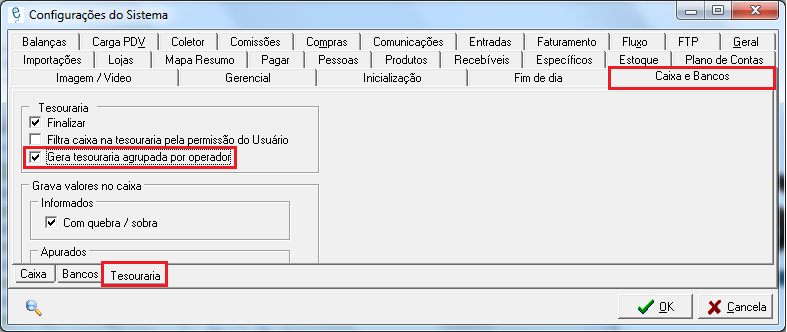 Configurações do Sistema
Balanças Carga PDV Coletor Comissões Compras Comunicações Entradas Faturamento Fluxo FTP Geral
Importações Lojas Mapa Resumo Pagar Pessoas Produtos Recebíveis Específicos Estoque Plano de Contas
Imagem / Video Gerencial Inicialização Fim de dia Caixa e Bancos
Tesouraria
Finalizar
Filtra caixa na tesouraria pela permissão do Usuário
Gera tesouraria agrupada por operador
Grava valores no caixa
Informados
Com quebra / sobra
Apurados
Caixa Bancos Tesouraria
OK Cancela